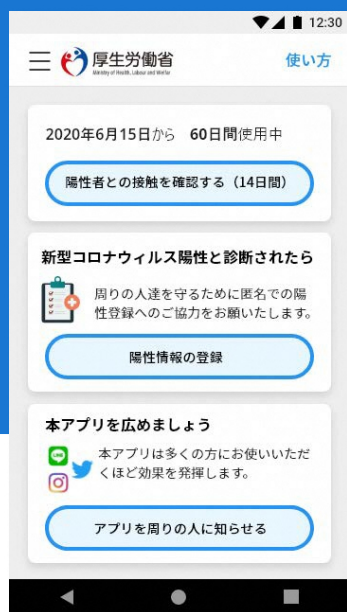 12:30
厚生労働省
Ministry of Health, Labour and Welfare
使い方
2020年6月15日から 60日間使用中
陽性者との接触を確認する（14日間）
新型コロナウィルス陽性と診断されたら
周りの人達を守るために匿名での陽
性登録へのご協力をお願いいたします。
陽性情報の登録
本アプリを広めましょう
LINE
本アプリは多くの方にお使いいただ
くほど効果を発揮します。
アプリを周りの人に知らせる